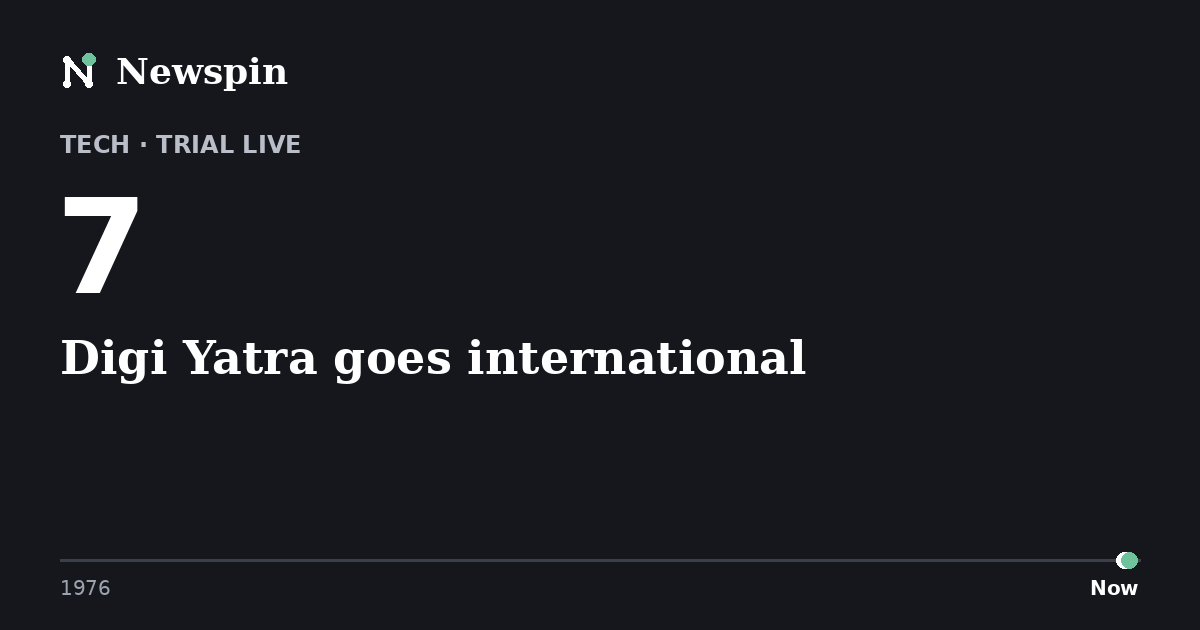 Newspin
TECH · TRIAL LIVE
7
Digi Yatra goes international
1976
Now